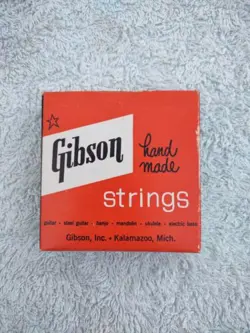 Gibson
hand
made
strings
guitar • steel guitar • banjo • mandolin • ukulele • electric bass
Gibson, Inc. • Kalamazoo, Mich.